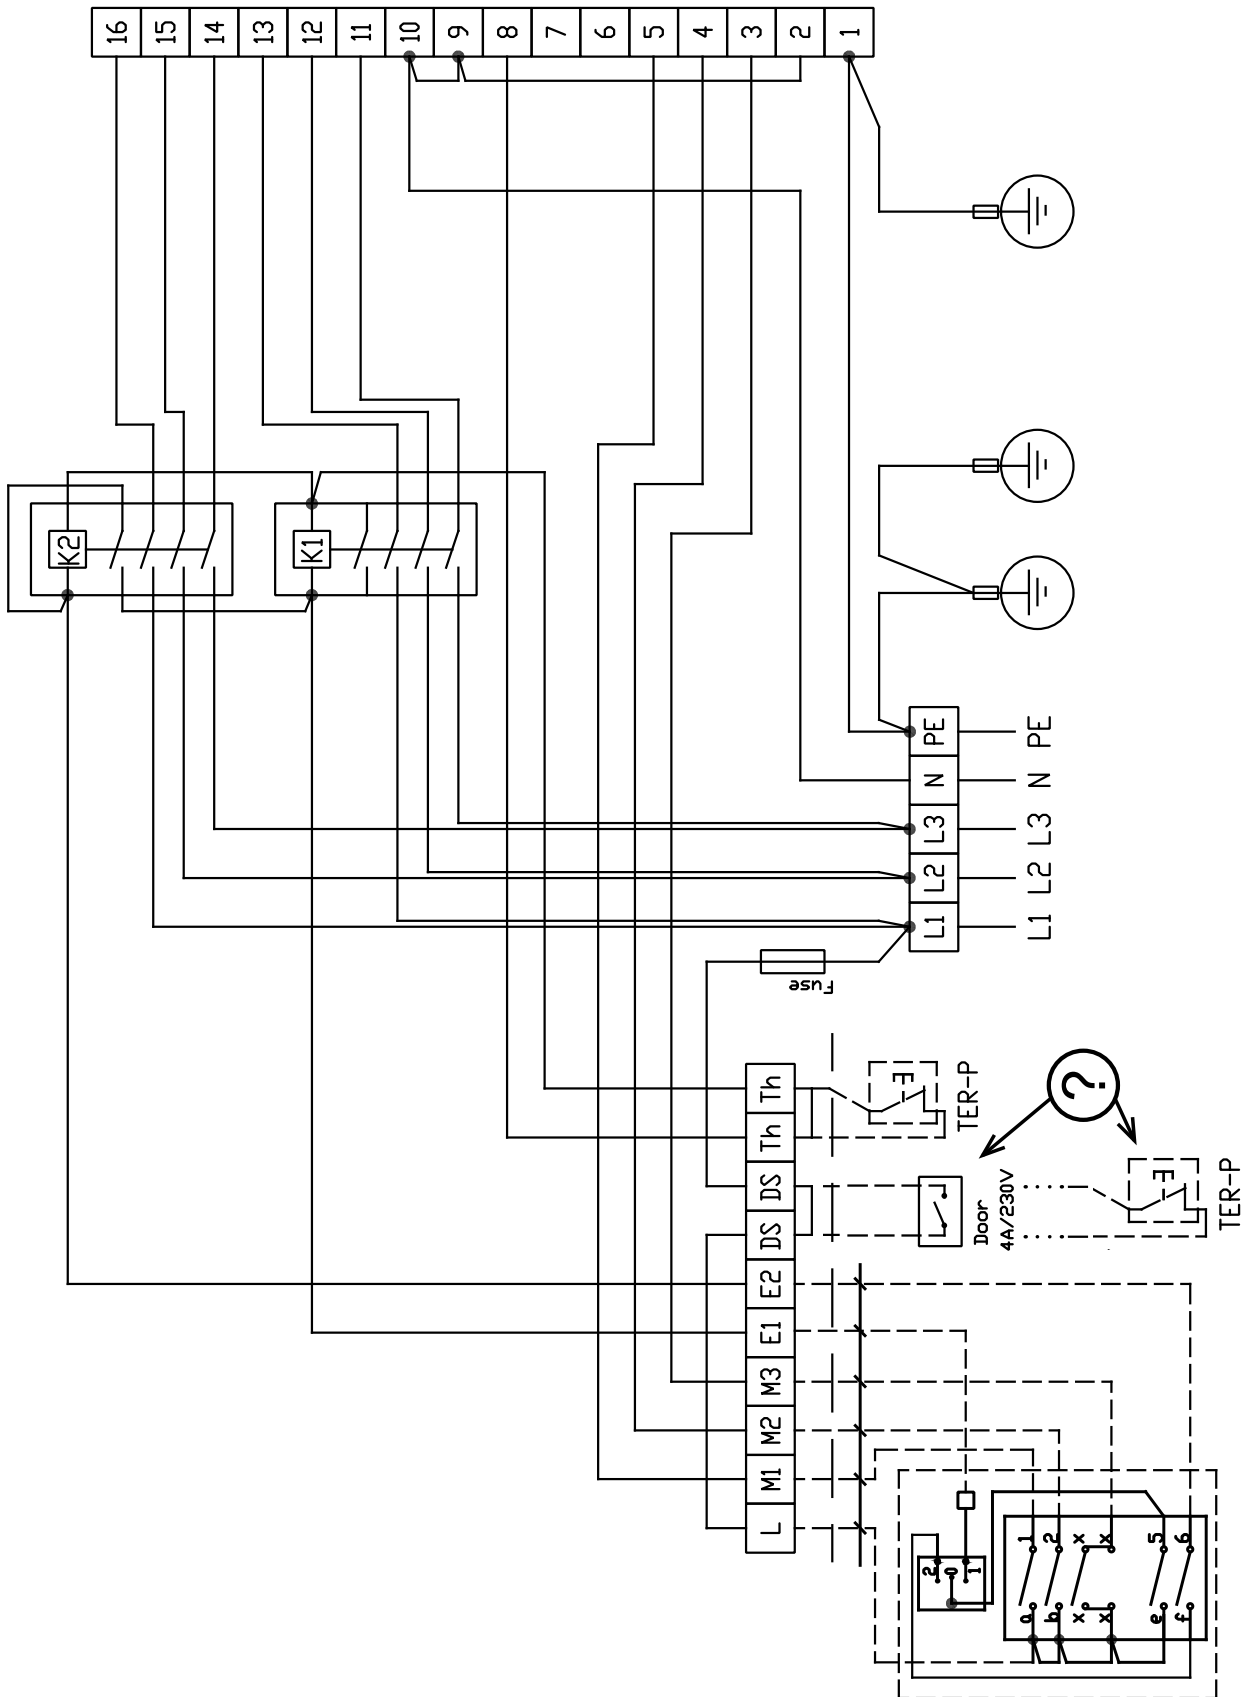 16 15 14 13 12 11 10 9 8 7 6 5 4 3 2 1
K2
K1
PE PE
N N
L3 L3
L2 L2
L1 L1
Fuse
Th
Th
DS
DS
E2
E1
M3
M2
M1
L
TER-P
?
Door
4A/230V
TER-P
2 0 1
1 2 x x 5 6
a b x x e f